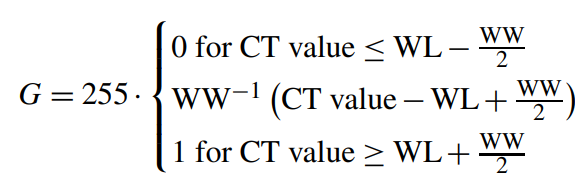 0 for CT value ≤ WL − WW/2
G = 255 · { WW⁻¹ (CT value − WL + WW/2)
1 for CT value ≥ WL + WW/2